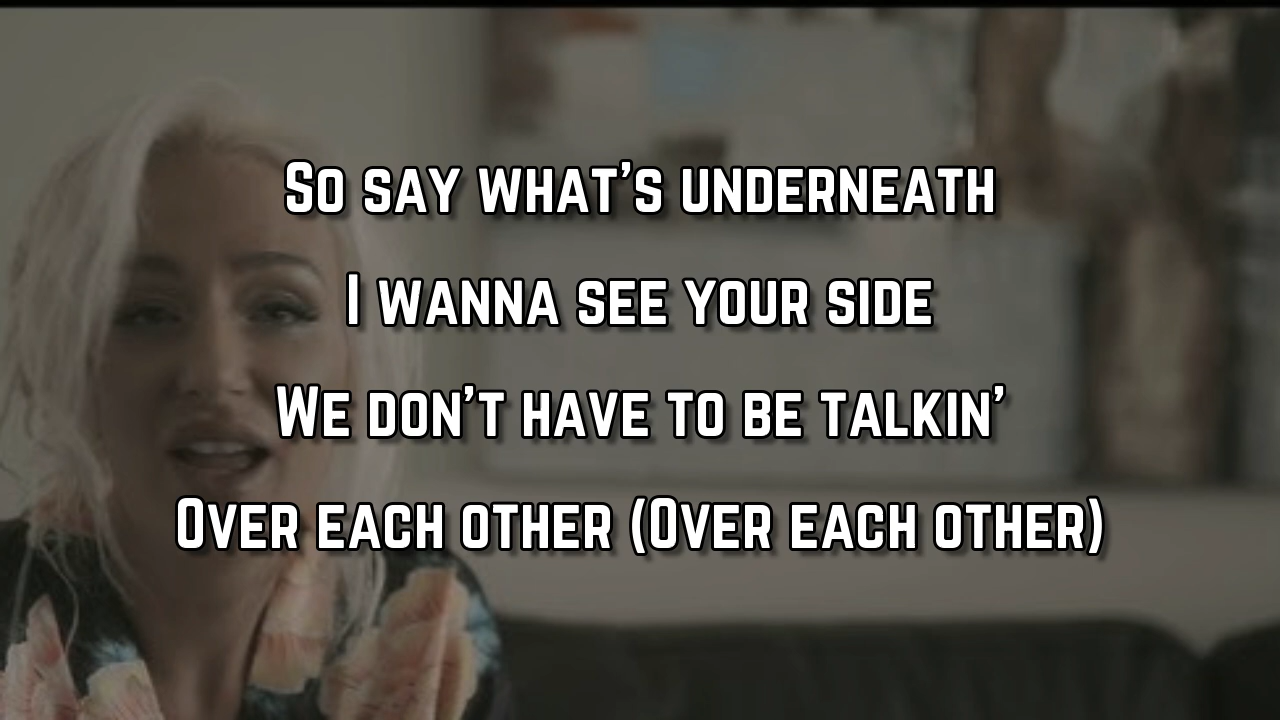 So say what’s underneath
I wanna see your side
We don’t have to be talkin’
Over each other (Over each other)